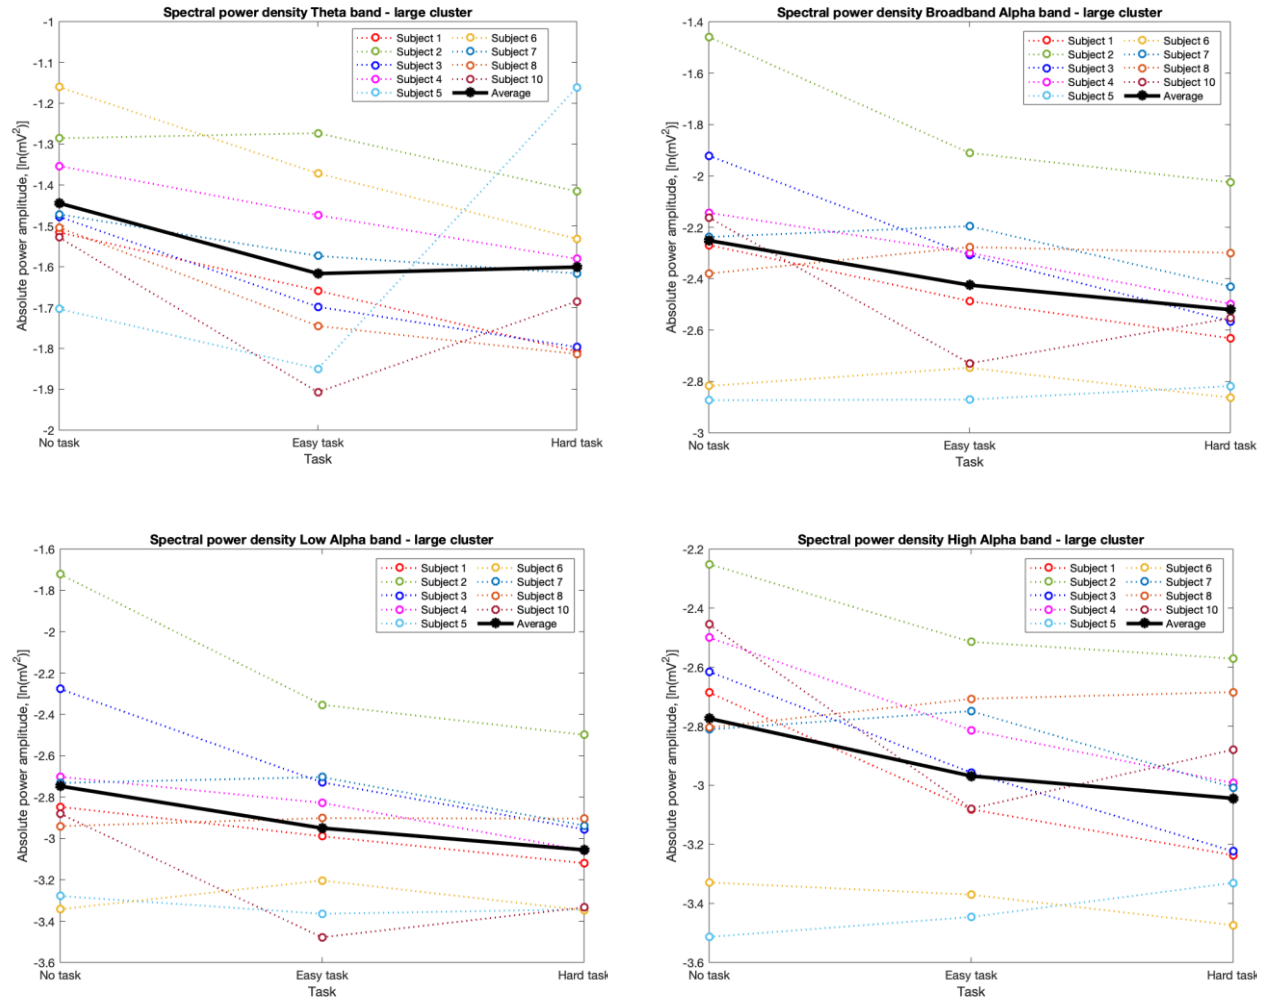 Spectral power density Theta band - large cluster
Absolute power amplitude, [ln(mV²)]
-1
-1.1
-1.2
-1.3
-1.4
-1.5
-1.6
-1.7
-1.8
-1.9
-2
Subject 1
Subject 2
Subject 3
Subject 4
Subject 5
Subject 6
Subject 7
Subject 8
Subject 10
Average
No task
Easy task
Hard task
Task
Spectral power density Broadband Alpha band - large cluster
Absolute power amplitude, [ln(mV²)]
-1.4
-1.6
-1.8
-2
-2.2
-2.4
-2.6
-2.8
-3
Subject 1
Subject 2
Subject 3
Subject 4
Subject 5
Subject 6
Subject 7
Subject 8
Subject 10
Average
No task
Easy task
Hard task
Task
Spectral power density Low Alpha band - large cluster
Absolute power amplitude, [ln(mV²)]
-1.6
-1.8
-2
-2.2
-2.4
-2.6
-2.8
-3
-3.2
-3.4
-3.6
Subject 1
Subject 2
Subject 3
Subject 4
Subject 5
Subject 6
Subject 7
Subject 8
Subject 10
Average
No task
Easy task
Hard task
Task
Spectral power density High Alpha band - large cluster
Absolute power amplitude, [ln(mV²)]
-2.2
-2.4
-2.6
-2.8
-3
-3.2
-3.4
-3.6
Subject 1
Subject 2
Subject 3
Subject 4
Subject 5
Subject 6
Subject 7
Subject 8
Subject 10
Average
No task
Easy task
Hard task
Task